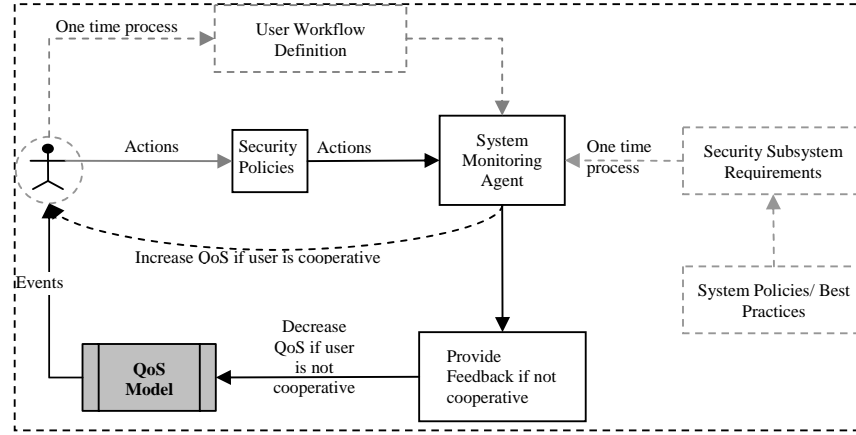 One time process
User Workflow
Definition
Actions
Security
Policies
Actions
System
Monitoring
Agent
One time
process
Security Subsystem
Requirements
Increase QoS if user is cooperative
Events
System Policies/ Best
Practices
Decrease
QoS if user
is not
cooperative
QoS
Model
Provide
Feedback if not
cooperative